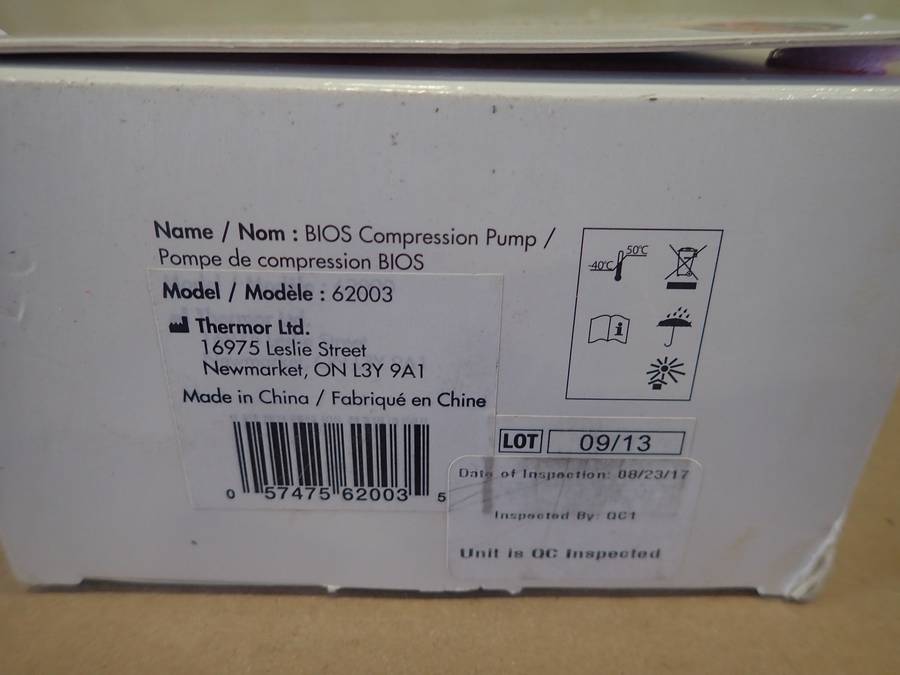 Name / Nom : BIOS Compression Pump /
Pompe de compression BIOS
Model / Modèle : 62003
Thermor Ltd.
16975 Leslie Street
Newmarket, ON L3Y 9A1
Made in China / Fabriqué en Chine
0 57475 62003 5
-40°C 50°C
i
LOT 09/13
Date of Inspection: 08/23/17
Inspected By: QC1
Unit is QC Inspected